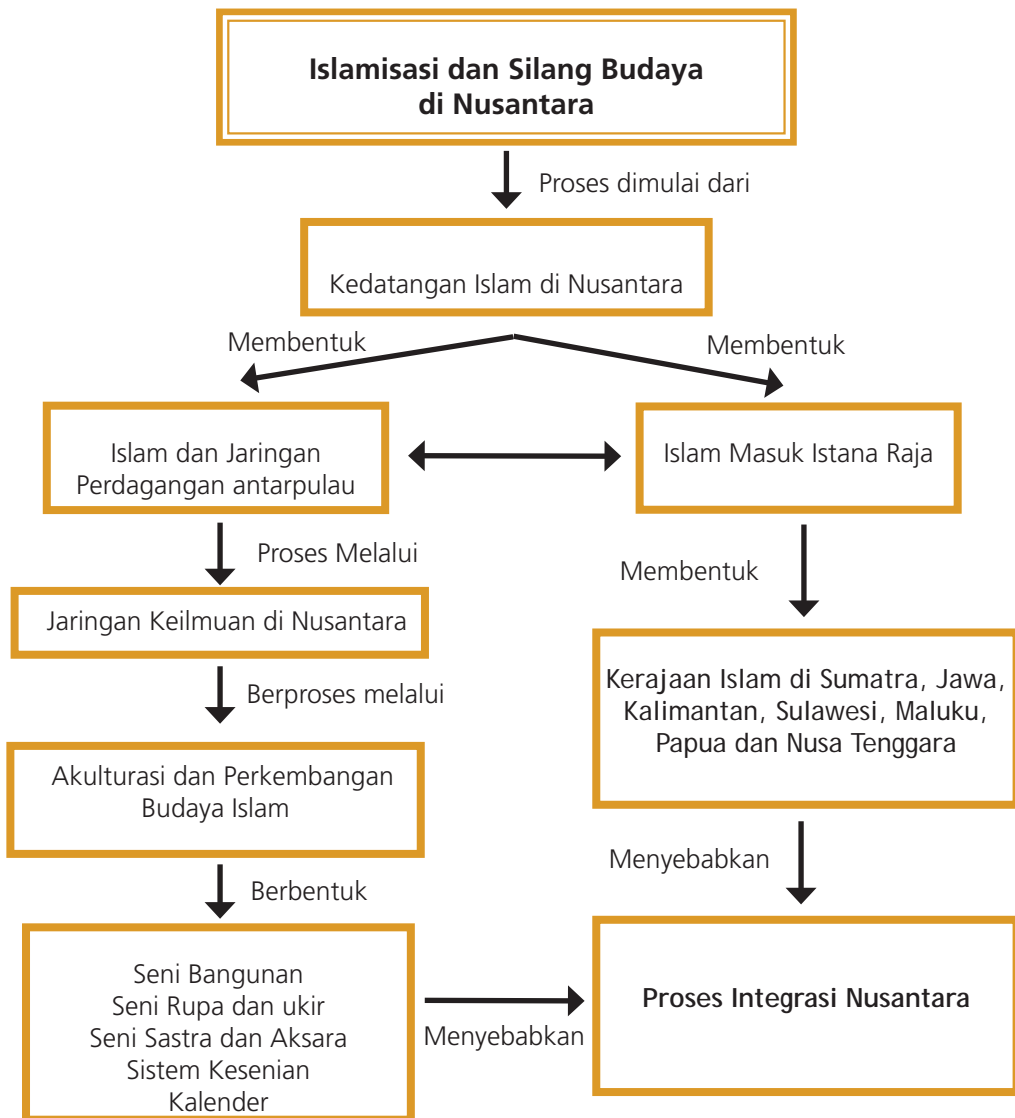 Islamisasi dan Silang Budaya
di Nusantara
Proses dimulai dari
Kedatangan Islam di Nusantara
Membentuk
Membentuk
Islam dan Jaringan
Perdagangan antarpulau
Islam Masuk Istana Raja
Proses Melalui
Membentuk
Jaringan Keilmuan di Nusantara
Berproses melalui
Kerajaan Islam di Sumatra, Jawa,
Kalimantan, Sulawesi, Maluku,
Papua dan Nusa Tenggara
Akulturasi dan Perkembangan
Budaya Islam
Menyebabkan
Berbentuk
Seni Bangunan
Seni Rupa dan ukir
Seni Sastra dan Aksara
Sistem Kesenian
Kalender
Menyebabkan
Proses Integrasi Nusantara